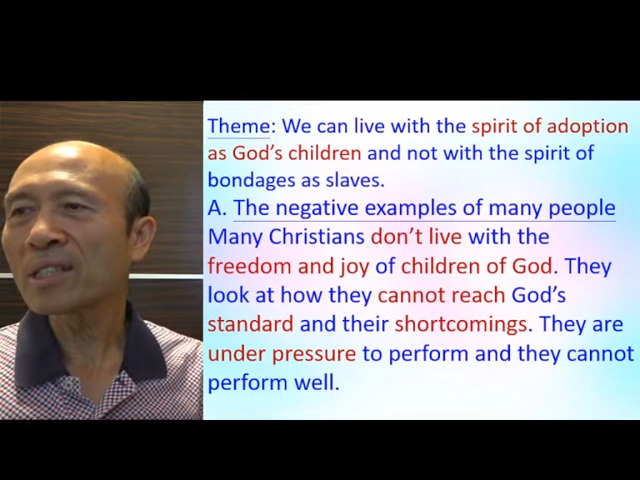 Theme: We can live with the spirit of adoption
as God's children and not with the spirit of
bondages as slaves.
A. The negative examples of many people
Many Christians don't live with the
freedom and joy of children of God. They
look at how they cannot reach God's
standard and their shortcomings. They are
under pressure to perform and they cannot
perform well.